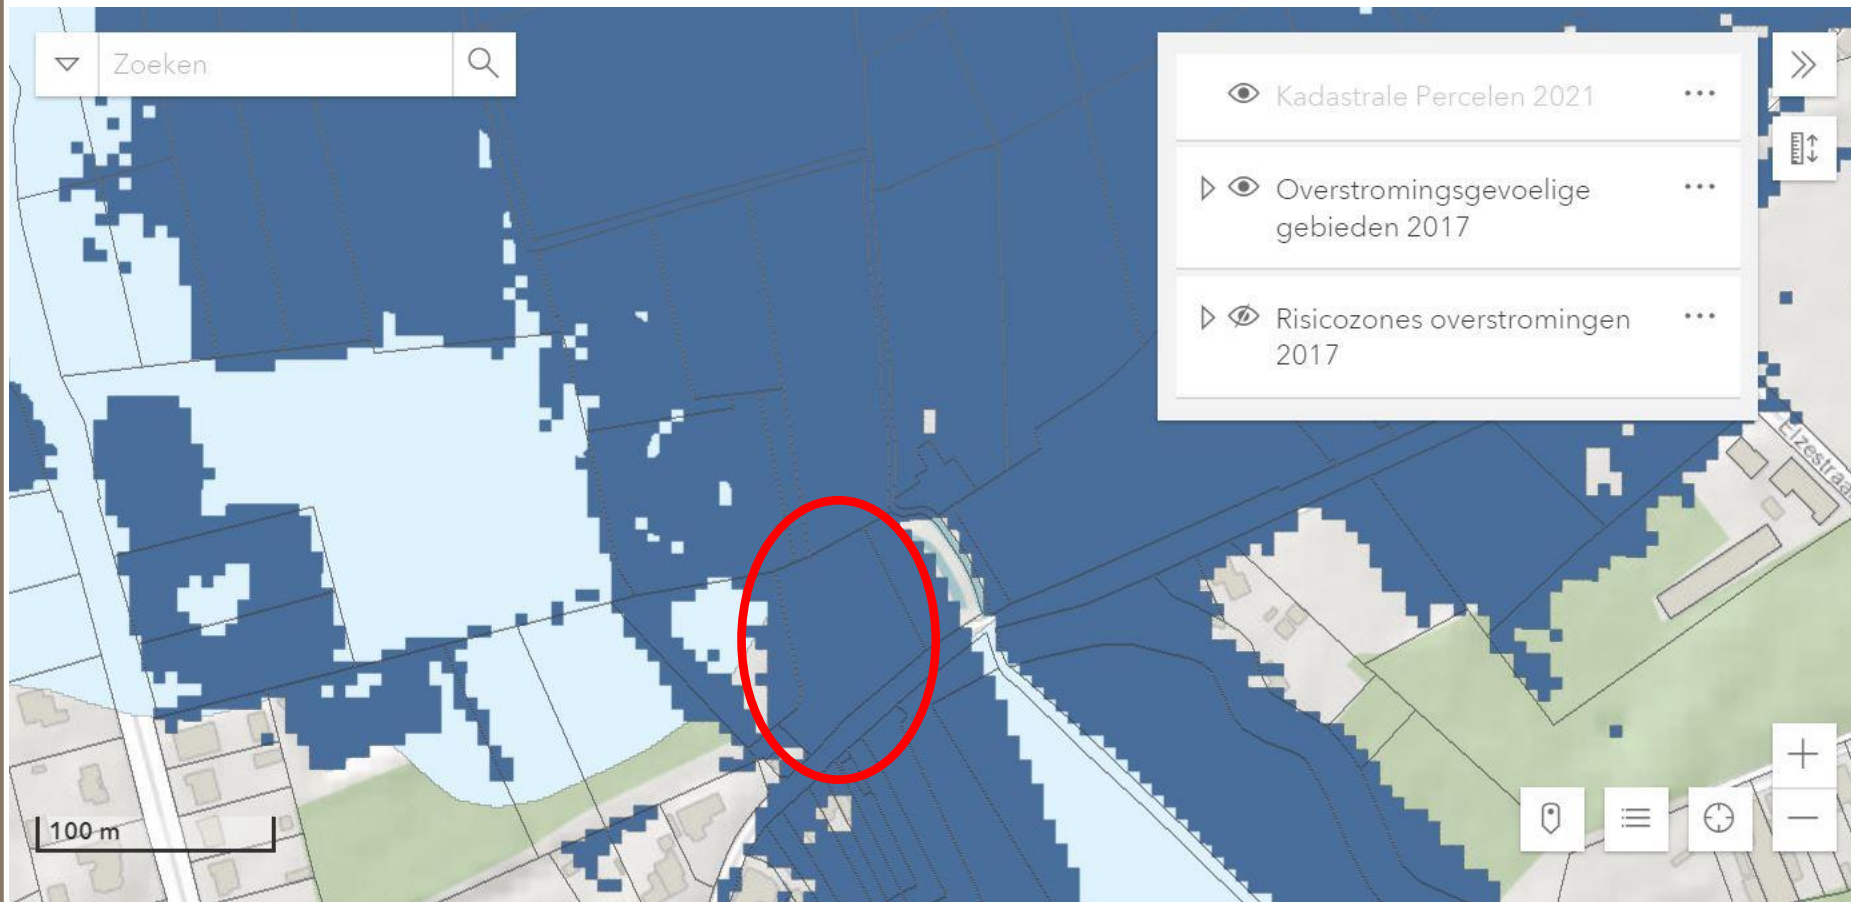 Zoeken
Kadastrale Percelen 2021
Overstromingsgevoelige
gebieden 2017
Risicozones overstromingen
2017
100 m